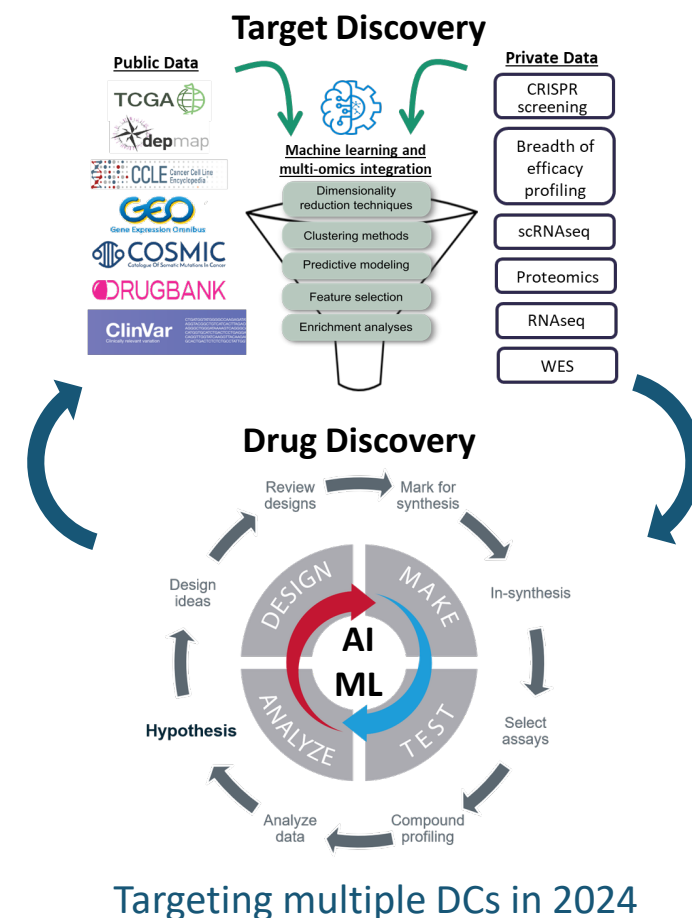 Target Discovery
Public Data
TCGA
depmap
CCLE Cancer Cell Line
Encyclopedia
GEO
Gene Expression Omnibus
COSMIC
Catalogue Of Somatic Mutations In Cancer
DRUGBANK
ClinVar
Clinically relevant variation
Machine learning and
multi-omics integration
Dimensionality
reduction techniques
Clustering methods
Predictive modeling
Feature selection
Enrichment analyses
Private Data
CRISPR
screening
Breadth of
efficacy
profiling
scRNAseq
Proteomics
RNAseq
WES
Drug Discovery
Review
designs
Mark for
synthesis
In-synthesis
Select
assays
Compound
profiling
Analyze
data
Hypothesis
Design
ideas
DESIGN
MAKE
TEST
ANALYZE
AI
ML
Targeting multiple DCs in 2024